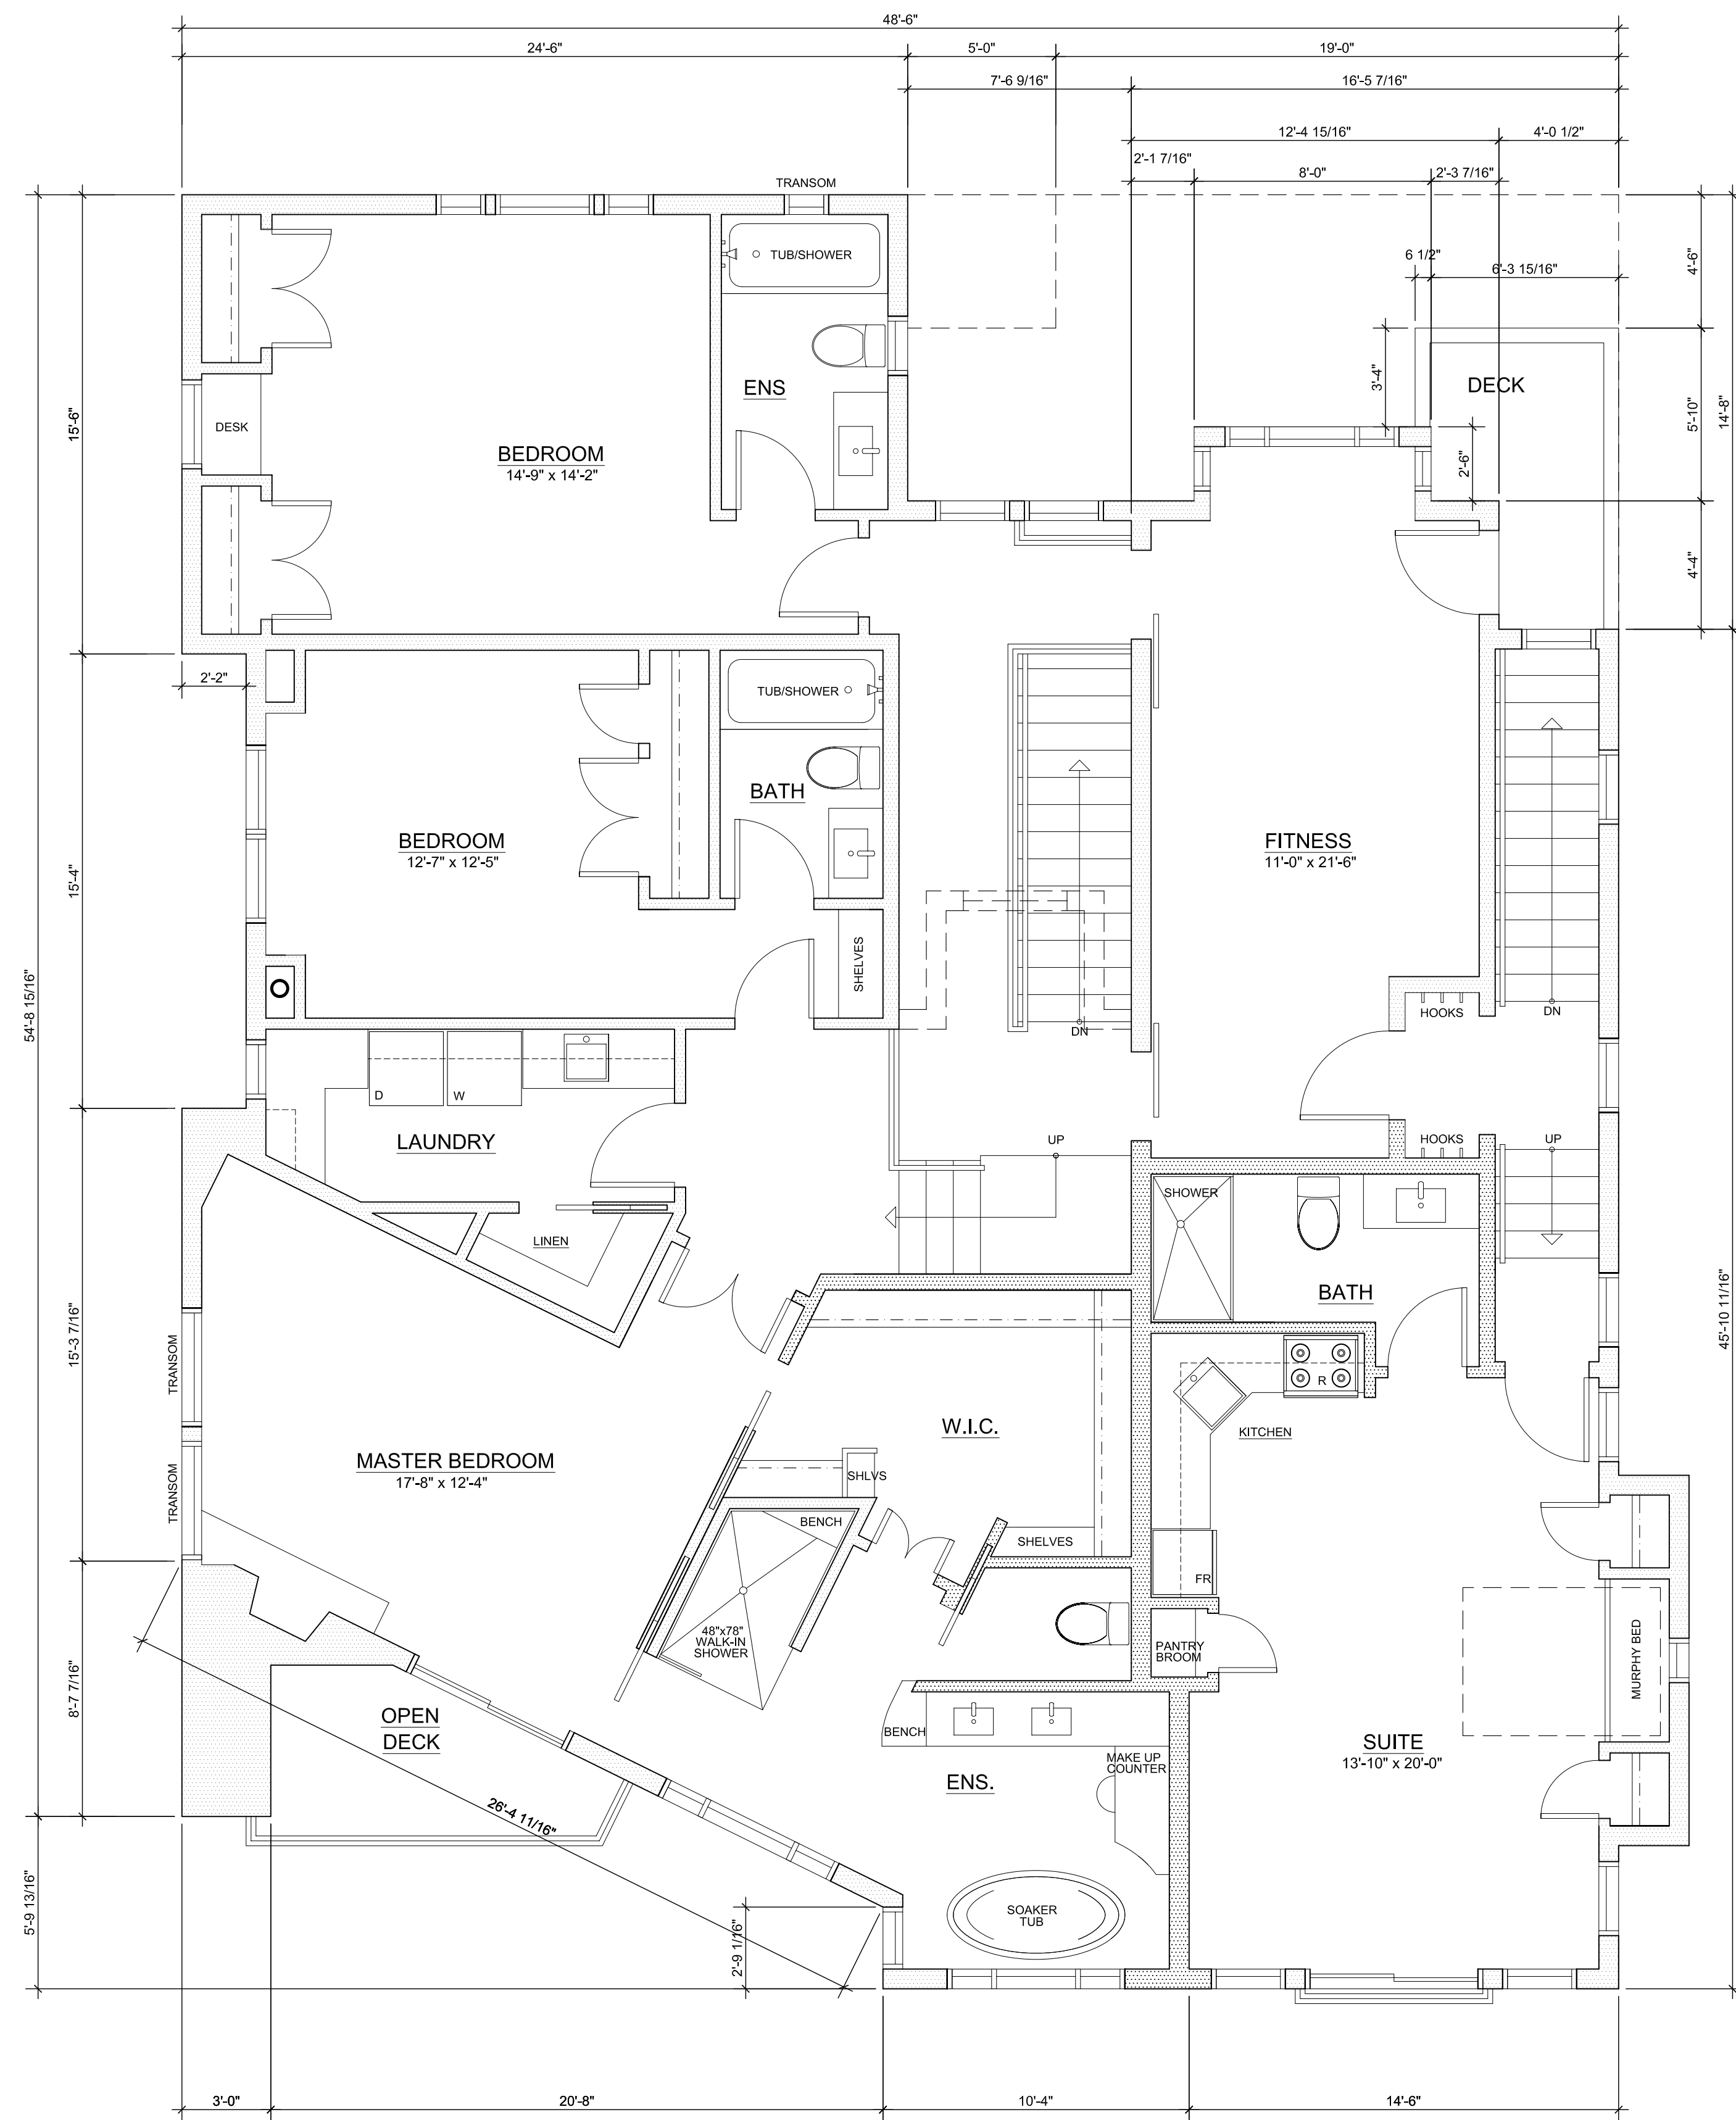 48'-6"
24'-6"
5'-0"
19'-0"
7'-6 9/16"
16'-5 7/16"
12'-4 15/16"
4'-0 1/2"
2'-1 7/16"
8'-0"
2'-3 7/16"
TRANSOM
6 1/2"
6'-3 15/16"
4'-6"
TUB/SHOWER
3'-4"
DECK
ENS
15'-6"
5'-10"
14'-8"
DESK
BEDROOM
14'-9" x 14'-2"
2'-6"
4'-4"
2'-2"
TUB/SHOWER
BATH
BEDROOM
12'-7" x 12'-5"
FITNESS
11'-0" x 21'-6"
15'-4"
SHELVES
54'-8 15/16"
DN
HOOKS
DN
D
W
LAUNDRY
UP
HOOKS
UP
SHOWER
LINEN
BATH
15'-3 7/16"
TRANSOM
45'-10 11/16"
R
KITCHEN
W.I.C.
MASTER BEDROOM
17'-8" x 12'-4"
SHLVS
TRANSOM
BENCH
SHELVES
FR
48"x78"
WALK-IN
SHOWER
PANTRY
BROOM
MURPHY BED
8'-7 7/16"
OPEN
DECK
BENCH
SUITE
13'-10" x 20'-0"
MAKE UP
COUNTER
ENS.
26'-4 11/16"
5'-9 13/16"
SOAKER
TUB
2'-9 1/16"
3'-0"
20'-8"
10'-4"
14'-6"